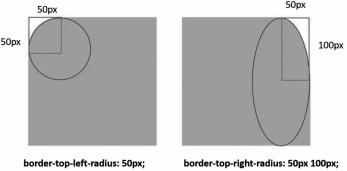 50px
50px
50px
100px
border-top-left-radius: 50px;
border-top-right-radius: 50px 100px;